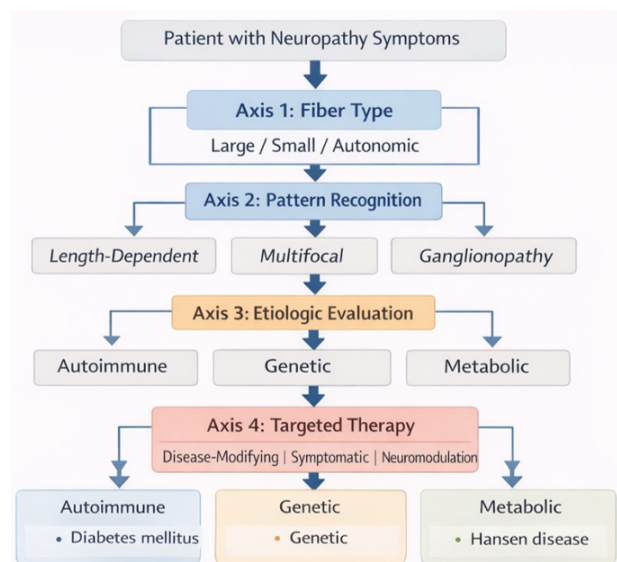 Patient with Neuropathy Symptoms
Axis 1: Fiber Type
Large / Small / Autonomic
Axis 2: Pattern Recognition
Length-Dependent
Multifocal
Ganglionopathy
Axis 3: Etiologic Evaluation
Autoimmune
Genetic
Metabolic
Axis 4: Targeted Therapy
Disease-Modifying | Symptomatic | Neuromodulation
Autoimmune
• Diabetes mellitus
Genetic
• Genetic
Metabolic
• Hansen disease